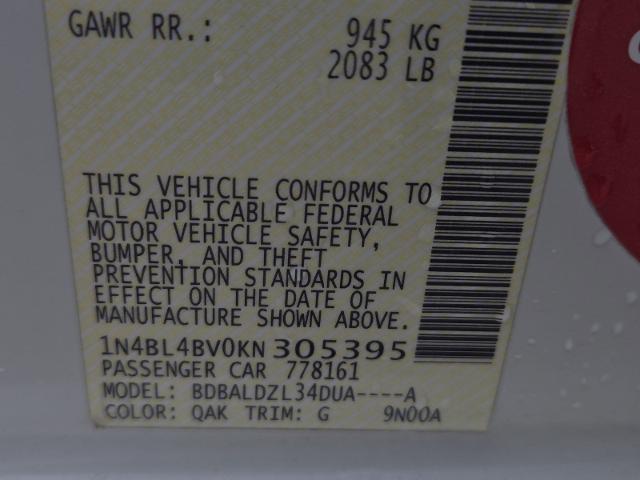 GAWR RR.: 945 KG
2083 LB
THIS VEHICLE CONFORMS TO
ALL APPLICABLE FEDERAL
MOTOR VEHICLE SAFETY,
BUMPER, AND THEFT
PREVENTION STANDARDS IN
EFFECT ON THE DATE OF
MANUFACTURE SHOWN ABOVE.
1N4BL4BV0KN305395
PASSENGER CAR 778161
MODEL: BDBALDZL34DUA----A
COLOR: QAK TRIM: G 9N00A